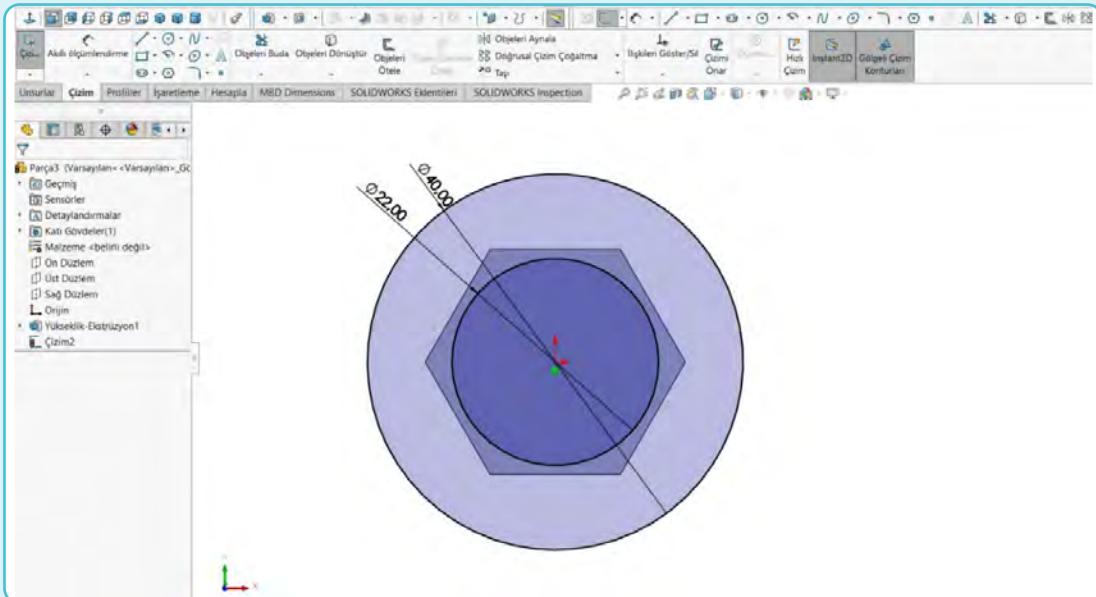 Akıllı ölçümlendirme
Objeleri Buda
Objeleri Dönüştür
Objeleri Ötele
Objeleri Aynala
Doğrusal Çizim Çoğaltma
Taşı
İlişkileri Göster/Sil
Çizimi Onar
Hızlı Çizim
Instant2D
Gölgeli Çizim Konturları
Unsurlar Çizim Profiller İşaretleme Hesapla MBD Dimensions SOLIDWORKS Eklentileri SOLIDWORKS Inspection
Parça3 (Varsayılan<<Varsayılan>_Gö
Geçmiş
Sensörler
Detaylandırmalar
Katı Gövdeler(1)
Malzeme <belirli değil>
Ön Düzlem
Üst Düzlem
Sağ Düzlem
Orijin
Yükseklik-Ekstrüzyon1
Çizim2
Ø40,00
Ø22,00